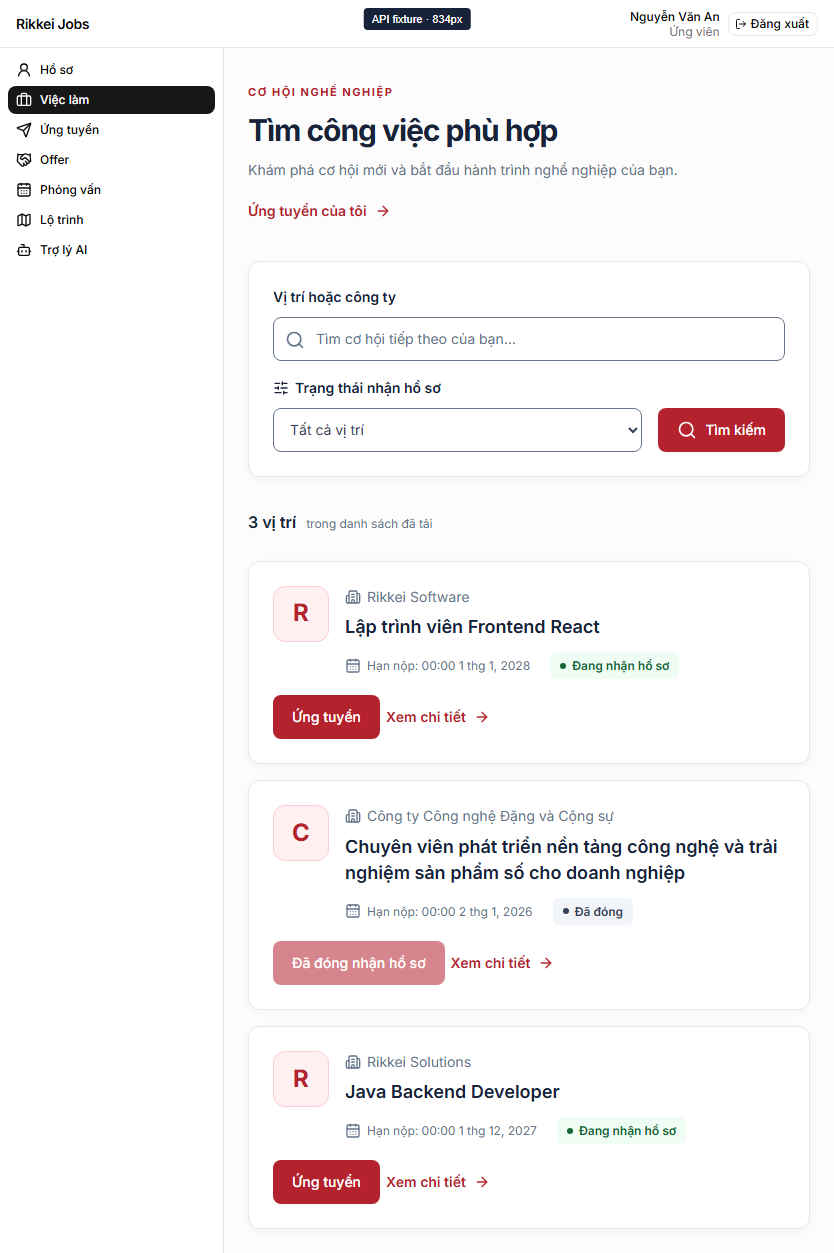 Rikkei Jobs
API fixture · 834px
Nguyễn Văn An
Ứng viên
Đăng xuất
Hồ sơ
Việc làm
Ứng tuyển
Offer
Phỏng vấn
Lộ trình
Trợ lý AI
CƠ HỘI NGHỀ NGHIỆP
Tìm công việc phù hợp
Khám phá cơ hội mới và bắt đầu hành trình nghề nghiệp của bạn.
Ứng tuyển của tôi
Vị trí hoặc công ty
Tìm cơ hội tiếp theo của bạn...
Trạng thái nhận hồ sơ
Tất cả vị trí
Tìm kiếm
3 vị trí trong danh sách đã tải
R
Rikkei Software
Lập trình viên Frontend React
Hạn nộp: 00:00 1 thg 1, 2028
Đang nhận hồ sơ
Ứng tuyển
Xem chi tiết
C
Công ty Công nghệ Đặng và Cộng sự
Chuyên viên phát triển nền tảng công nghệ và trải
nghiệm sản phẩm số cho doanh nghiệp
Hạn nộp: 00:00 2 thg 1, 2026
Đã đóng
Đã đóng nhận hồ sơ
Xem chi tiết
R
Rikkei Solutions
Java Backend Developer
Hạn nộp: 00:00 1 thg 12, 2027
Đang nhận hồ sơ
Ứng tuyển
Xem chi tiết